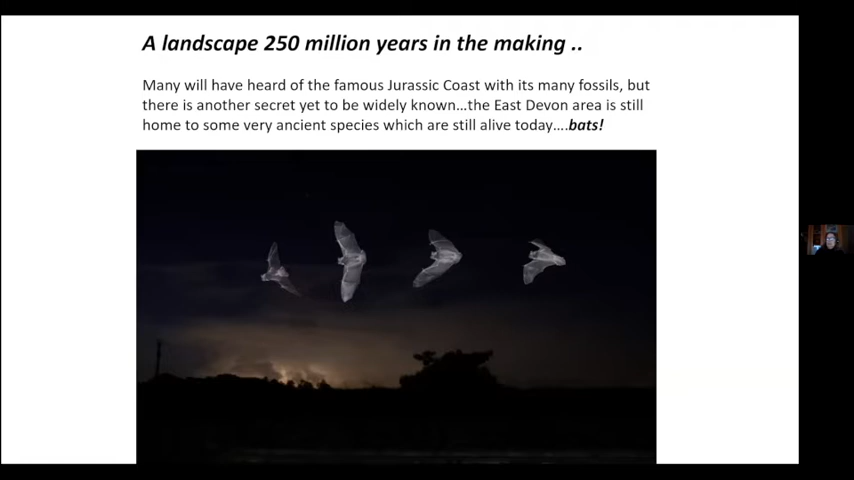 A landscape 250 million years in the making ..
Many will have heard of the famous Jurassic Coast with its many fossils, but
there is another secret yet to be widely known...the East Devon area is still
home to some very ancient species which are still alive today....bats!